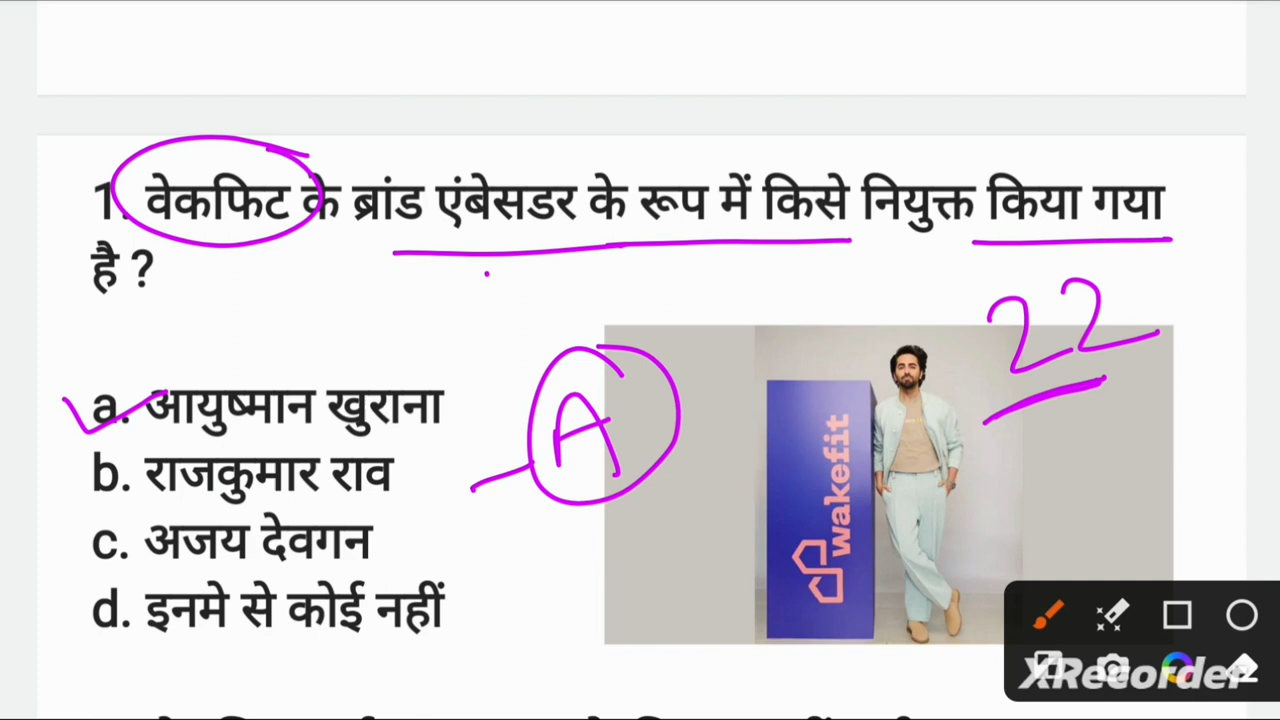 1. वेकफिट के ब्रांड एंबेसडर के रूप में किसे नियुक्त किया गया
है ?
22
a. आयुष्मान खुराना
A
b. राजकुमार राव
c. अजय देवगन
d. इनमे से कोई नहीं
wakefit
XRecorder